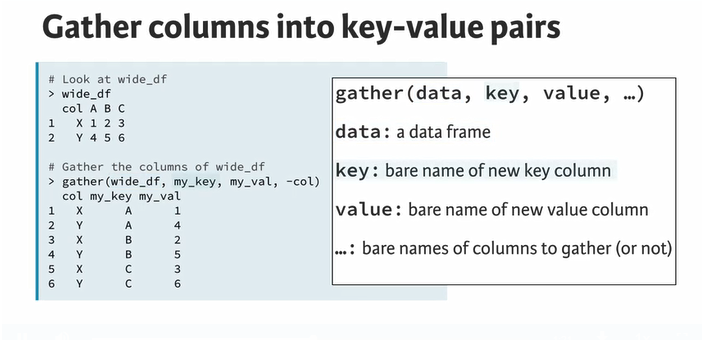 Gather columns into key-value pairs
# Look at wide_df
> wide_df
  col A B C
1   X 1 2 3
2   Y 4 5 6
# Gather the columns of wide_df
> gather(wide_df, my_key, my_val, -col)
  col my_key my_val
1   X      A      1
2   Y      A      4
3   X      B      2
4   Y      B      5
5   X      C      3
6   Y      C      6
gather(data, key, value, …)
data: a data frame
key: bare name of new key column
value: bare name of new value column
…: bare names of columns to gather (or not)